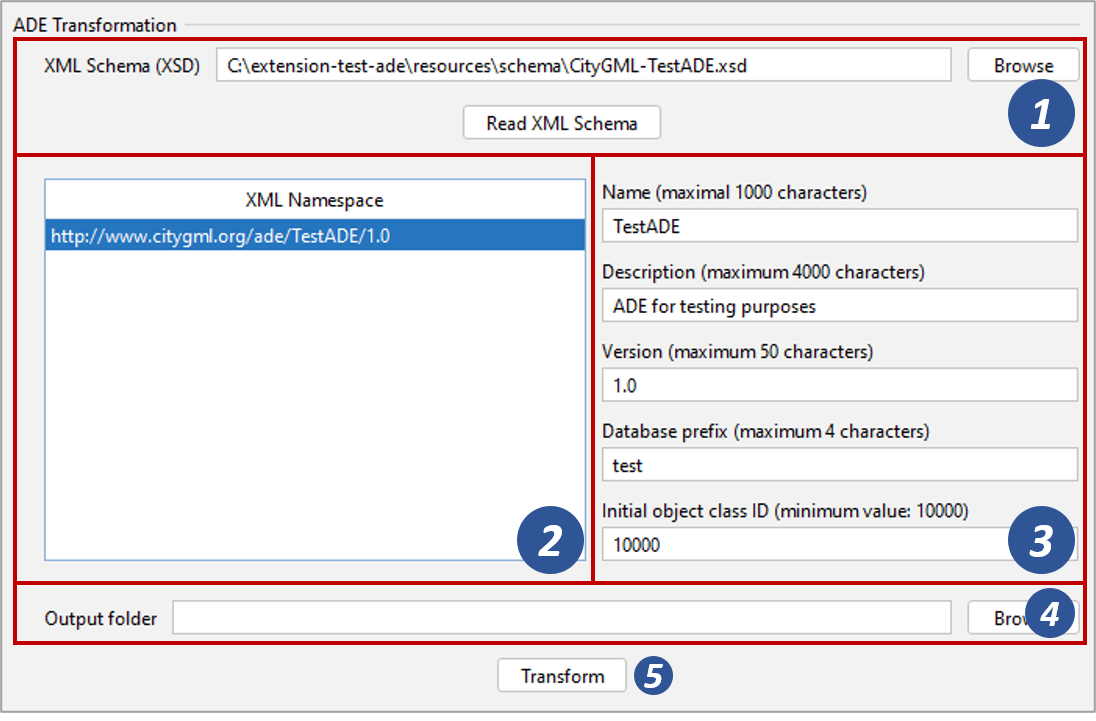 ADE Transformation
XML Schema (XSD) C:\extension-test-ade\resources\schema\CityGML-TestADE.xsd Browse
1
Read XML Schema
XML Namespace
http://www.citygml.org/ade/TestADE/1.0
2
Name (maximal 1000 characters)
TestADE
Description (maximum 4000 characters)
ADE for testing purposes
Version (maximum 50 characters)
1.0
Database prefix (maximum 4 characters)
test
Initial object class ID (minimum value: 10000)
10000
3
Output folder
4
Transform 5